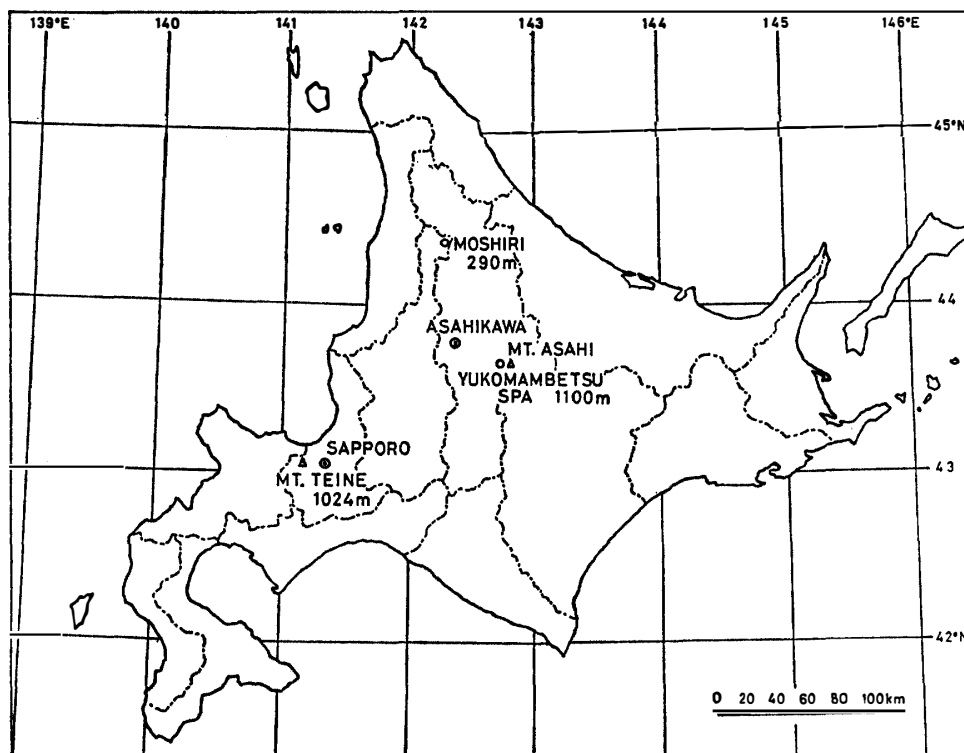 139°E 140 141 142 143 144 145 146°E
45°N
MOSHIRI
290m
44
ASAHIKAWA
MT. ASAHI
YUKOMAMBETSU
SPA 1100m
SAPPORO
43
MT. TEINE
1024m
42°N
0 20 40 60 80 100km